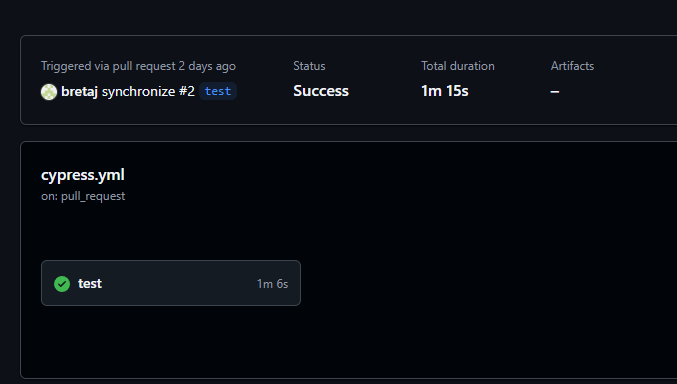 Triggered via pull request 2 days ago
bretaj synchronize #2 test
Status
Success
Total duration
1m 15s
Artifacts
–
cypress.yml
on: pull_request
test 1m 6s